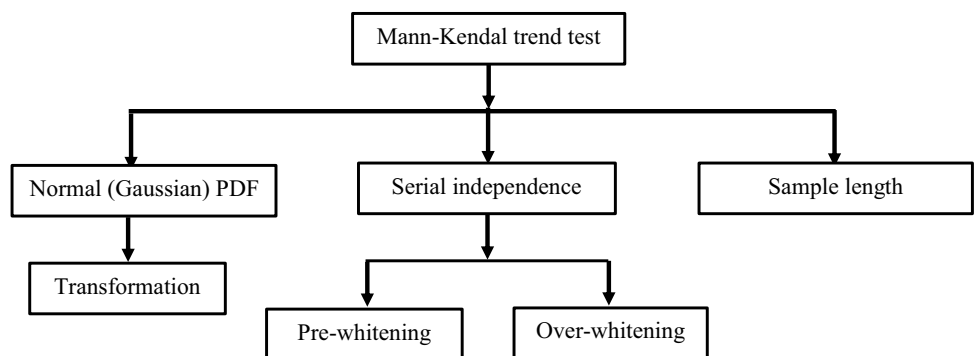 Mann-Kendal trend test
Normal (Gaussian) PDF
Serial independence
Sample length
Transformation
Pre-whitening
Over-whitening